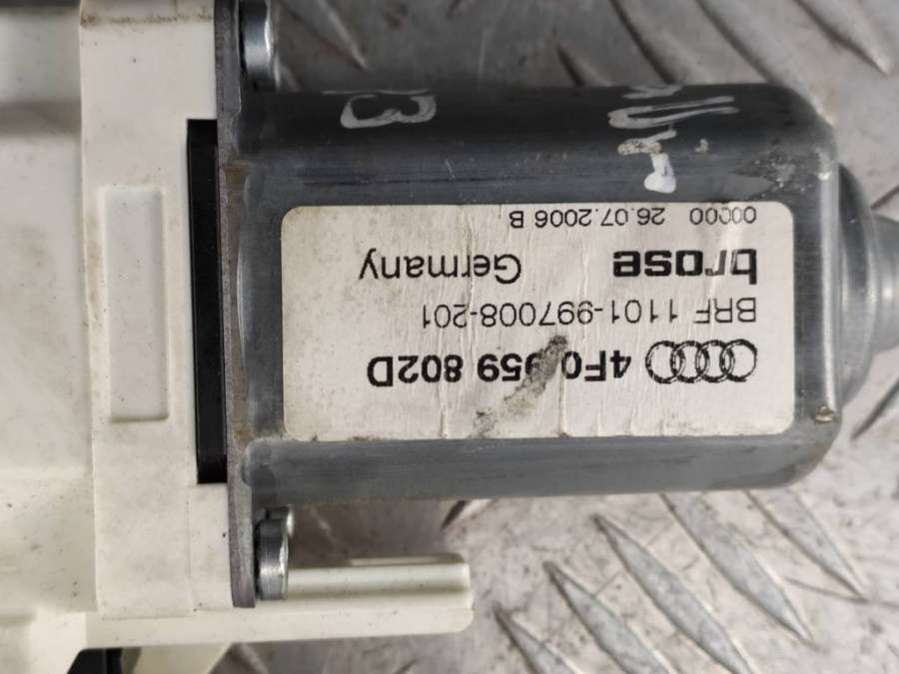 4F0 959 802D
BRF 1101-997008-201
brose Germany
00000 26.07.2006 B